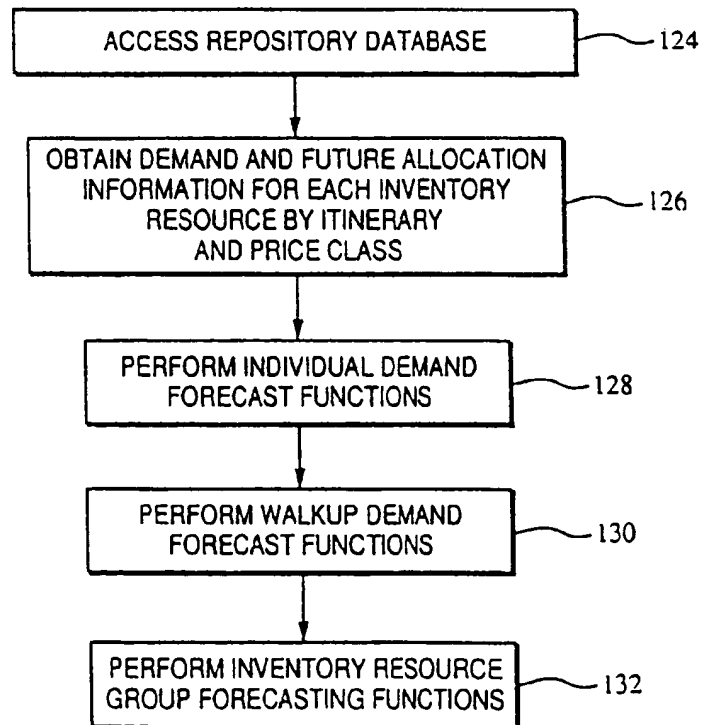 ACCESS REPOSITORY DATABASE
124
OBTAIN DEMAND AND FUTURE ALLOCATION
INFORMATION FOR EACH INVENTORY
RESOURCE BY ITINERARY
AND PRICE CLASS
126
PERFORM INDIVIDUAL DEMAND
FORECAST FUNCTIONS
128
PERFORM WALKUP DEMAND
FORECAST FUNCTIONS
130
PERFORM INVENTORY RESOURCE
GROUP FORECASTING FUNCTIONS
132